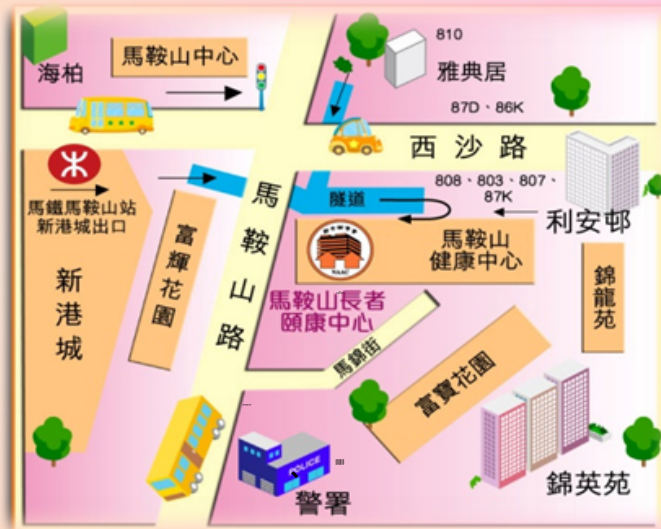 海柏
馬鞍山中心
810
雅典居
87D、86K
西沙路
馬鐵馬鞍山站
新港城出口
新港城
富輝花園
馬鞍山路
隧道
808、803、807、
87K
利安邨
馬鞍山
健康中心
馬鞍山長者
頤康中心
馬錦街
錦龍苑
富寶花園
錦英苑
POLICE
警署